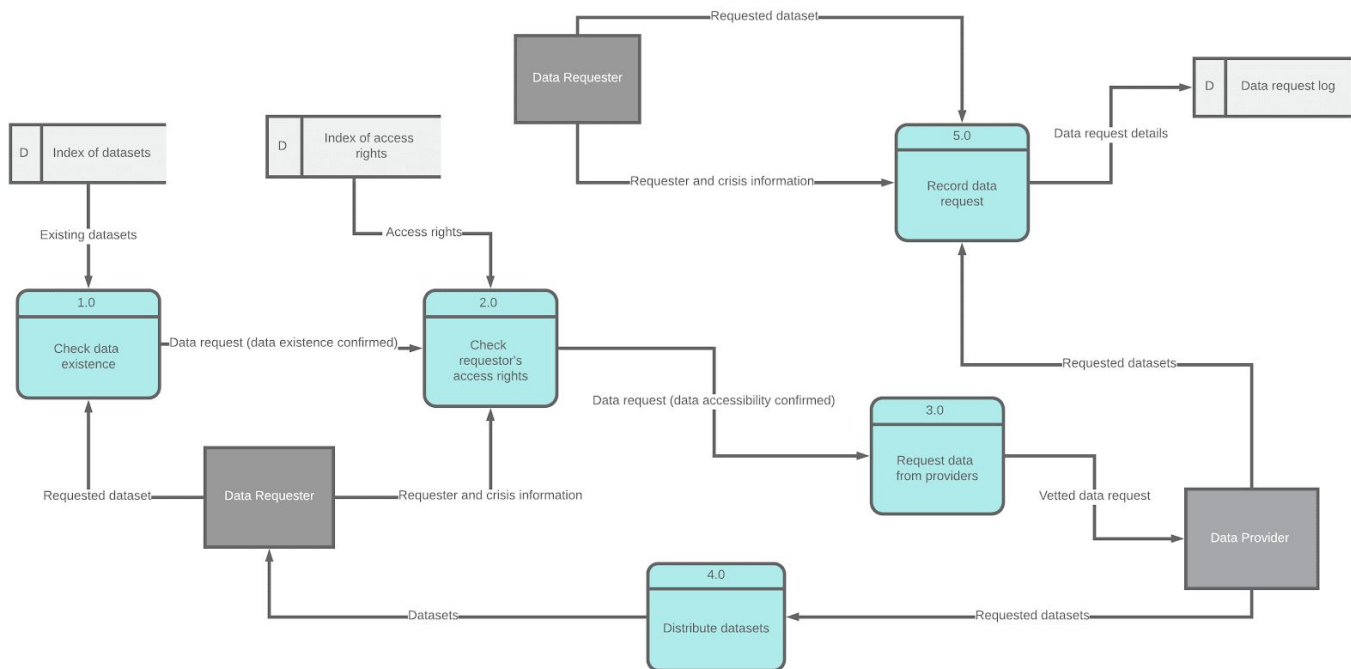 Requested dataset
Data Requester
D
Data request log
5.0
Data request details
Record data
request
Requester and crisis information
D
Index of datasets
D
Index of access
rights
Existing datasets
Access rights
1.0
Check data
existence
Data request (data existence confirmed)
2.0
Check
requestor's
access rights
Requested datasets
Data request (data accessibility confirmed)
3.0
Request data
from providers
Requested dataset
Data Requester
Requester and crisis information
Vetted data request
Data Provider
4.0
Distribute datasets
Datasets
Requested datasets